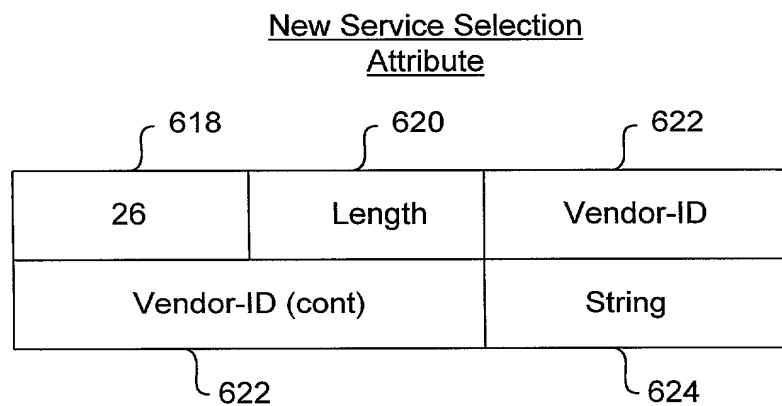 New Service Selection
Attribute
618 620 622
26 Length Vendor-ID
Vendor-ID (cont) String
622 624